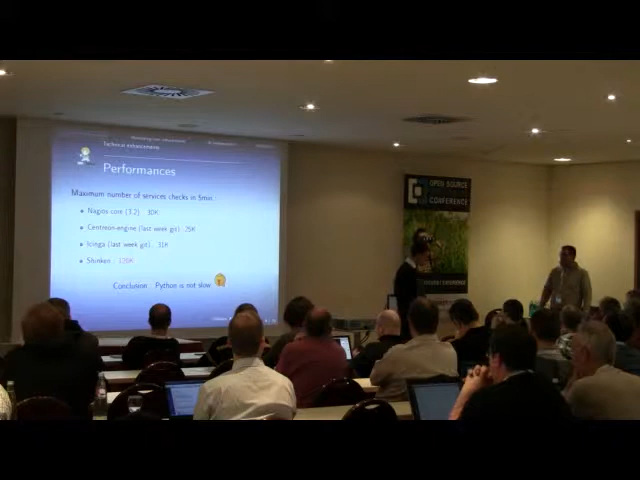 Technical enhancements
Performances
Maximum number of services checks in 5min :
Nagios core (3.2) : 30K
Centreon-engine (last week git) : 25K
Icinga (last week git) : 31K
Shinken :
Conclusion : Python is not slow
OPEN SOURCE
CONFERENCE